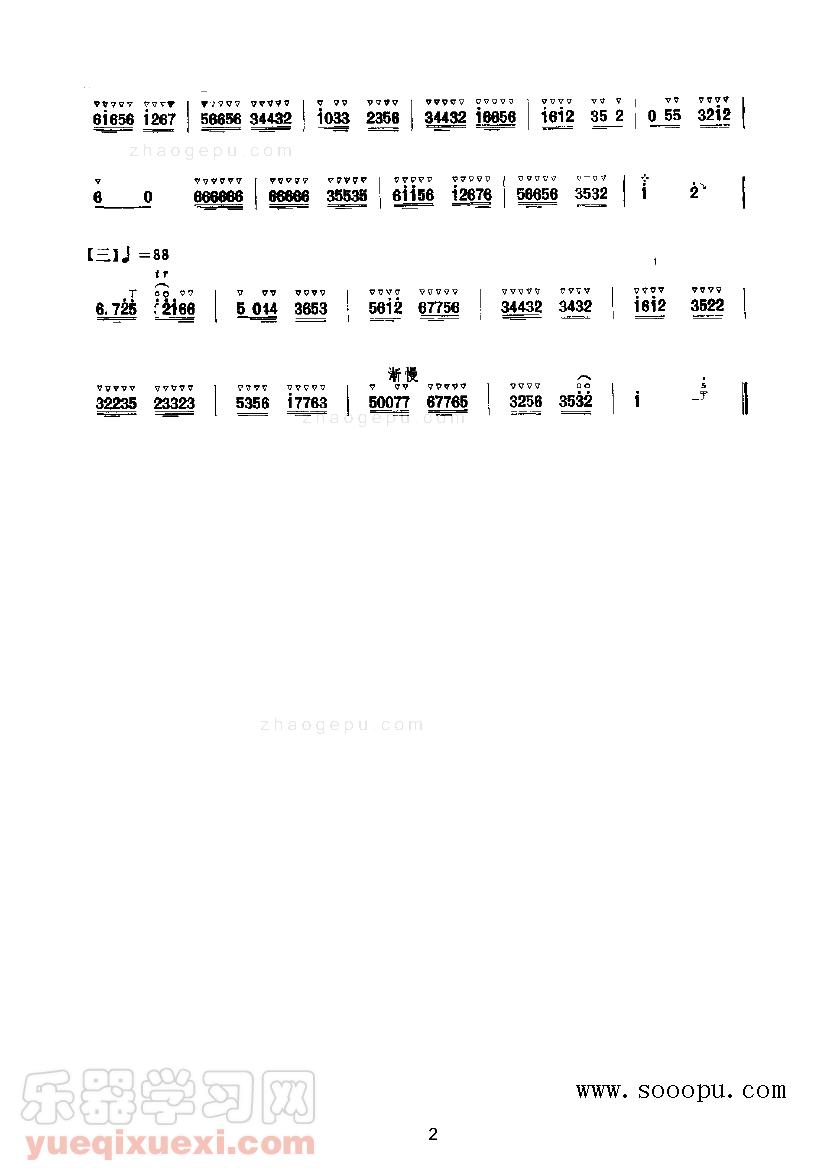 6i656 i267 | 56656 34432 | i033 2356 | 34432 i6656 | i6i2 35 2 | 0 55 32i2 |
zhaogepu.com
6 0 666666 | 66666 35535 | 6ii56 i2676 | 56656 3532 | i 2 |
【三】♩=88
tr
6.725 2166 | 5 014 3653 | 56i2 67756 | 34432 3432 | i6i2 3522 |
渐慢
32235 23323 | 5356 i7763 | 50077 67765 | 3256 3532 | i
zhaogepu.com
zhaogepu.com
乐器学习网
www.sooopu.com
yueqixuexi.com
2